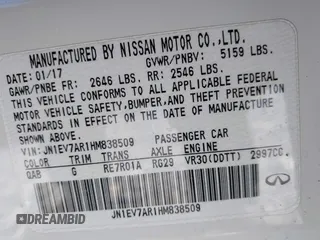 MANUFACTURED BY NISSAN MOTOR CO.,LTD.
DATE: 01/17 GVWR/PNBV: 5159 LBS.
GAWR/PNBE FR: 2646 LBS. RR: 2546 LBS.
THIS VEHICLE CONFORMS TO ALL APPLICABLE FEDERAL
MOTOR VEHICLE SAFETY,BUMPER,AND THEFT PREVENTION
STANDARDS IN EFFECT ON THE DATE OF MANUFACTURE
SHOWN ABOVE.
VIN:JN1EV7AR1HM838509 PASSENGER CAR
COLOR TRIM TRANS AXLE ENGINE
QAB G RE7R01A RG29 VR30(DDTT) 2997CC
JN1EV7AR1HM838509
DRIVEDEALS.COM